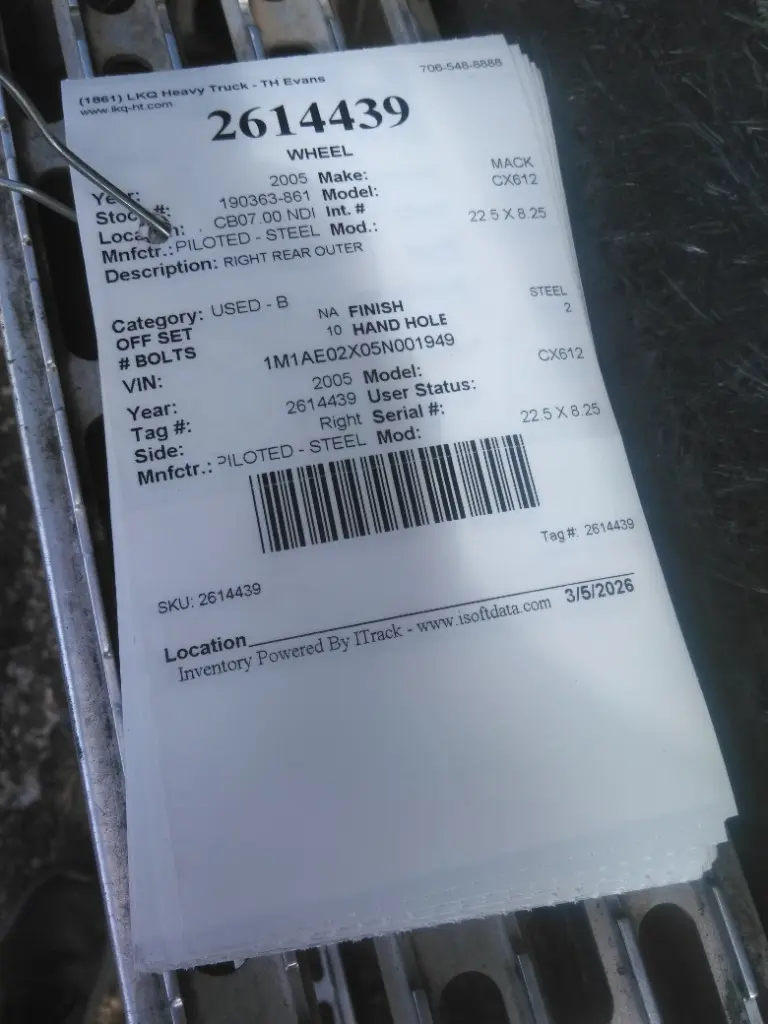 (1861) LKQ Heavy Truck - TH Evans 706-548-8888
www.lkq-ht.com
2614439
WHEEL
Year: 2005 Make: MACK
Stock #: 190363-861 Model: CX612
Location: CB07.00 NDI Int. #
Mnfctr.: PILOTED - STEEL Mod.: 22.5 X 8.25
Description: RIGHT REAR OUTER
Category: USED - B
OFF SET NA FINISH STEEL
# BOLTS 10 HAND HOLE 2
VIN: 1M1AE02X05N001949
Year: 2005 Model: CX612
Tag #: 2614439 User Status:
Side: Right Serial #:
Mnfctr.: PILOTED - STEEL Mod: 22.5 X 8.25
Tag #: 2614439
SKU: 2614439
Location 3/5/2026
Inventory Powered By ITrack - www.isoftdata.com